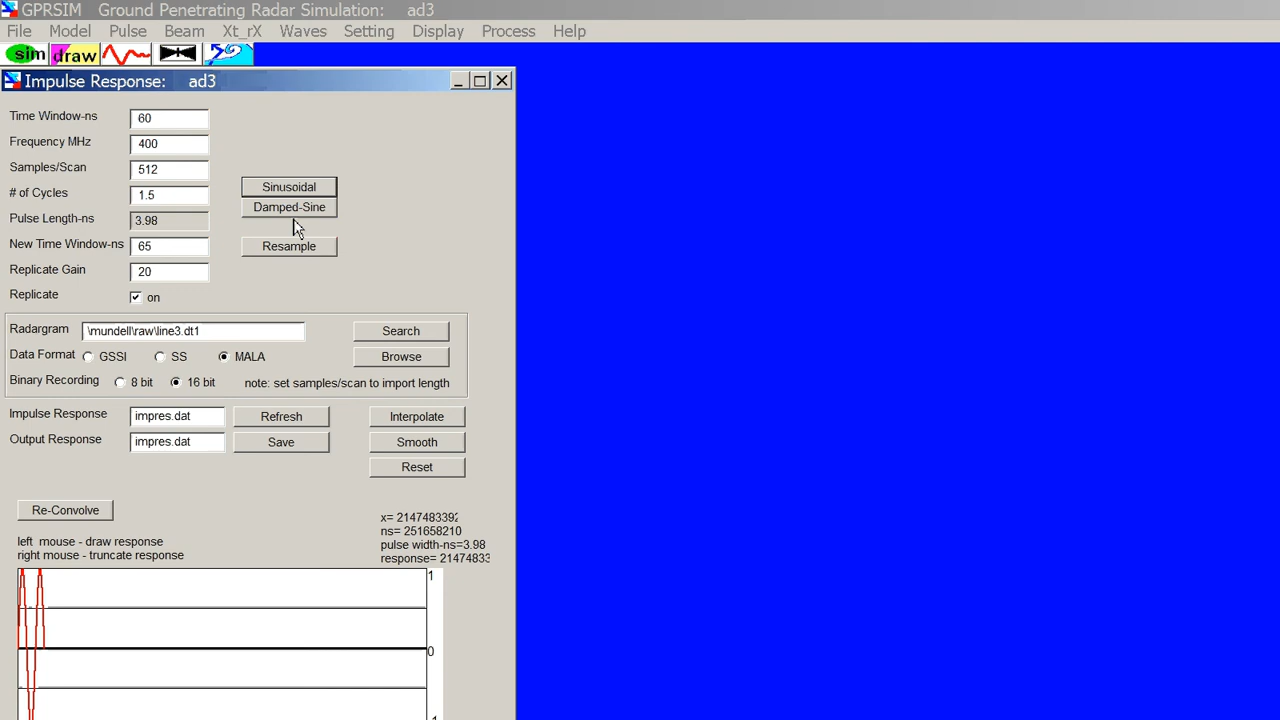 GPRSIM Ground Penetrating Radar Simulation: ad3
File Model Pulse Beam Xt_rX Waves Setting Display Process Help
sim draw
Impulse Response: ad3
Time Window-ns 60
Frequency MHz 400
Samples/Scan 512
Sinusoidal
# of Cycles 1.5
Damped-Sine
Pulse Length-ns 3.98
New Time Window-ns 65 Resample
Replicate Gain 20
Replicate on
Radargram \mundell\raw\line3.dt1 Search
Data Format GSSI SS MALA Browse
Binary Recording 8 bit 16 bit note: set samples/scan to import length
Impulse Response impres.dat Refresh Interpolate
Output Response impres.dat Save Smooth
Reset
Re-Convolve
x= 2147483392
ns= 251658210
left mouse - draw response
pulse width-ns=3.98
right mouse - truncate response
response= 21474833
1
0
-1